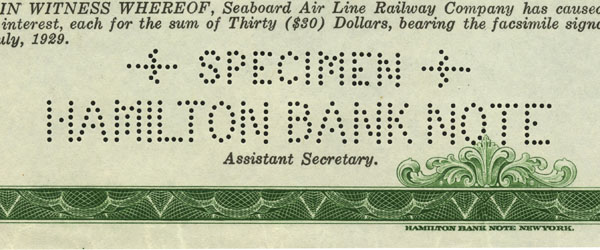 IN WITNESS WHEREOF, Seaboard Air Line Railway Company has caused
interest, each for the sum of Thirty ($30) Dollars, bearing the facsimile signa
uly, 1929.
SPECIMEN
HAMILTON BANK NOTE
Assistant Secretary.
HAMILTON BANK NOTE NEW YORK.